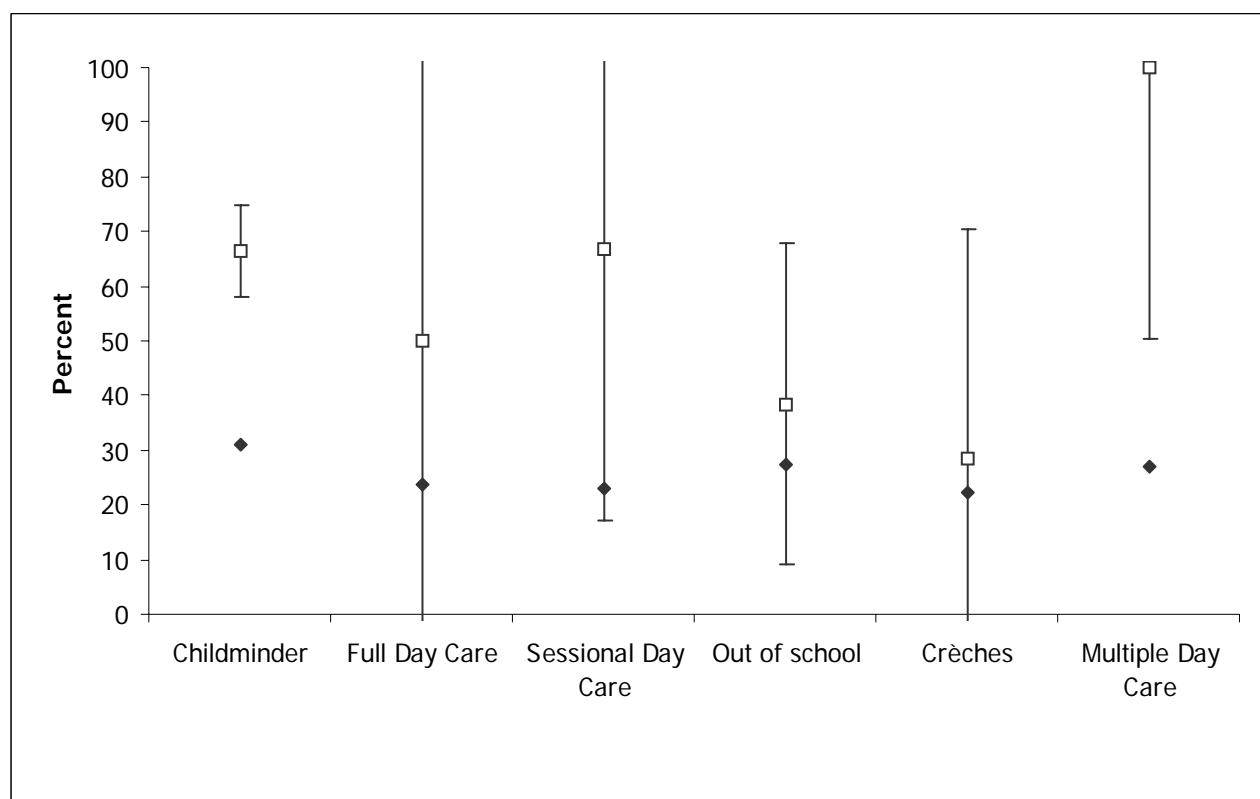 100
90
80
70
60
50
40
30
20
10
0
Percent
Childminder
Full Day Care
Sessional Day
Care
Out of school
Crèches
Multiple Day
Care